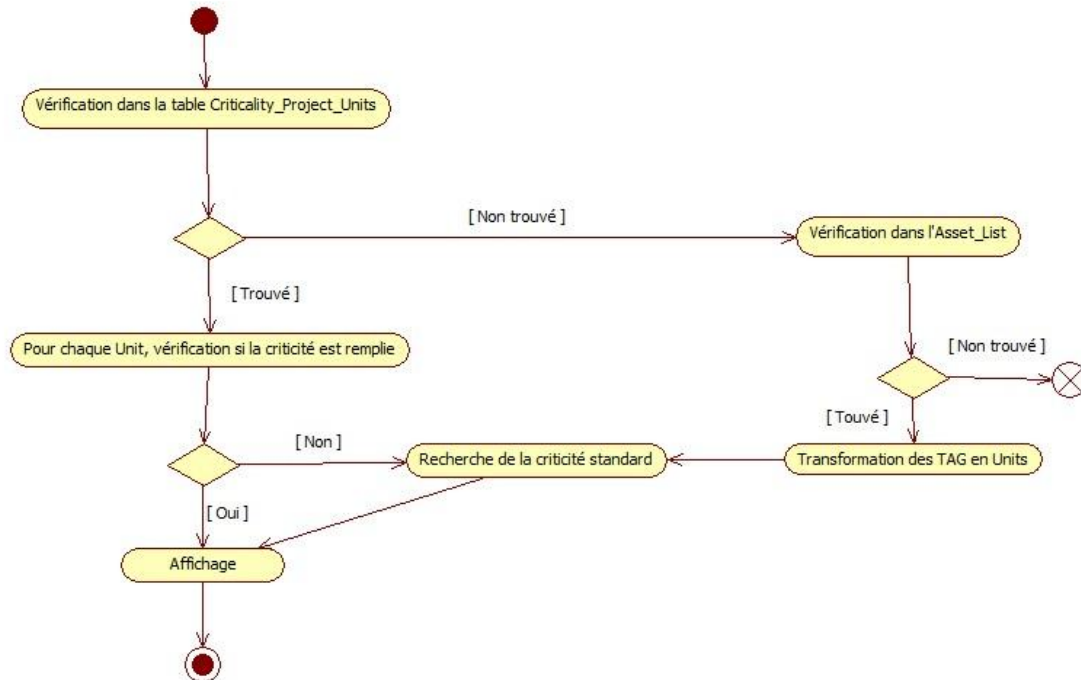 Vérification dans la table Criticality_Project_Units
[ Non trouvé ]
Vérification dans l'Asset_List
[ Trouvé ]
Pour chaque Unit, vérification si la criticité est remplie
[ Non trouvé ]
[ Touvé ]
[ Non ]
Recherche de la criticité standard
Transformation des TAG en Units
[ Oui ]
Affichage